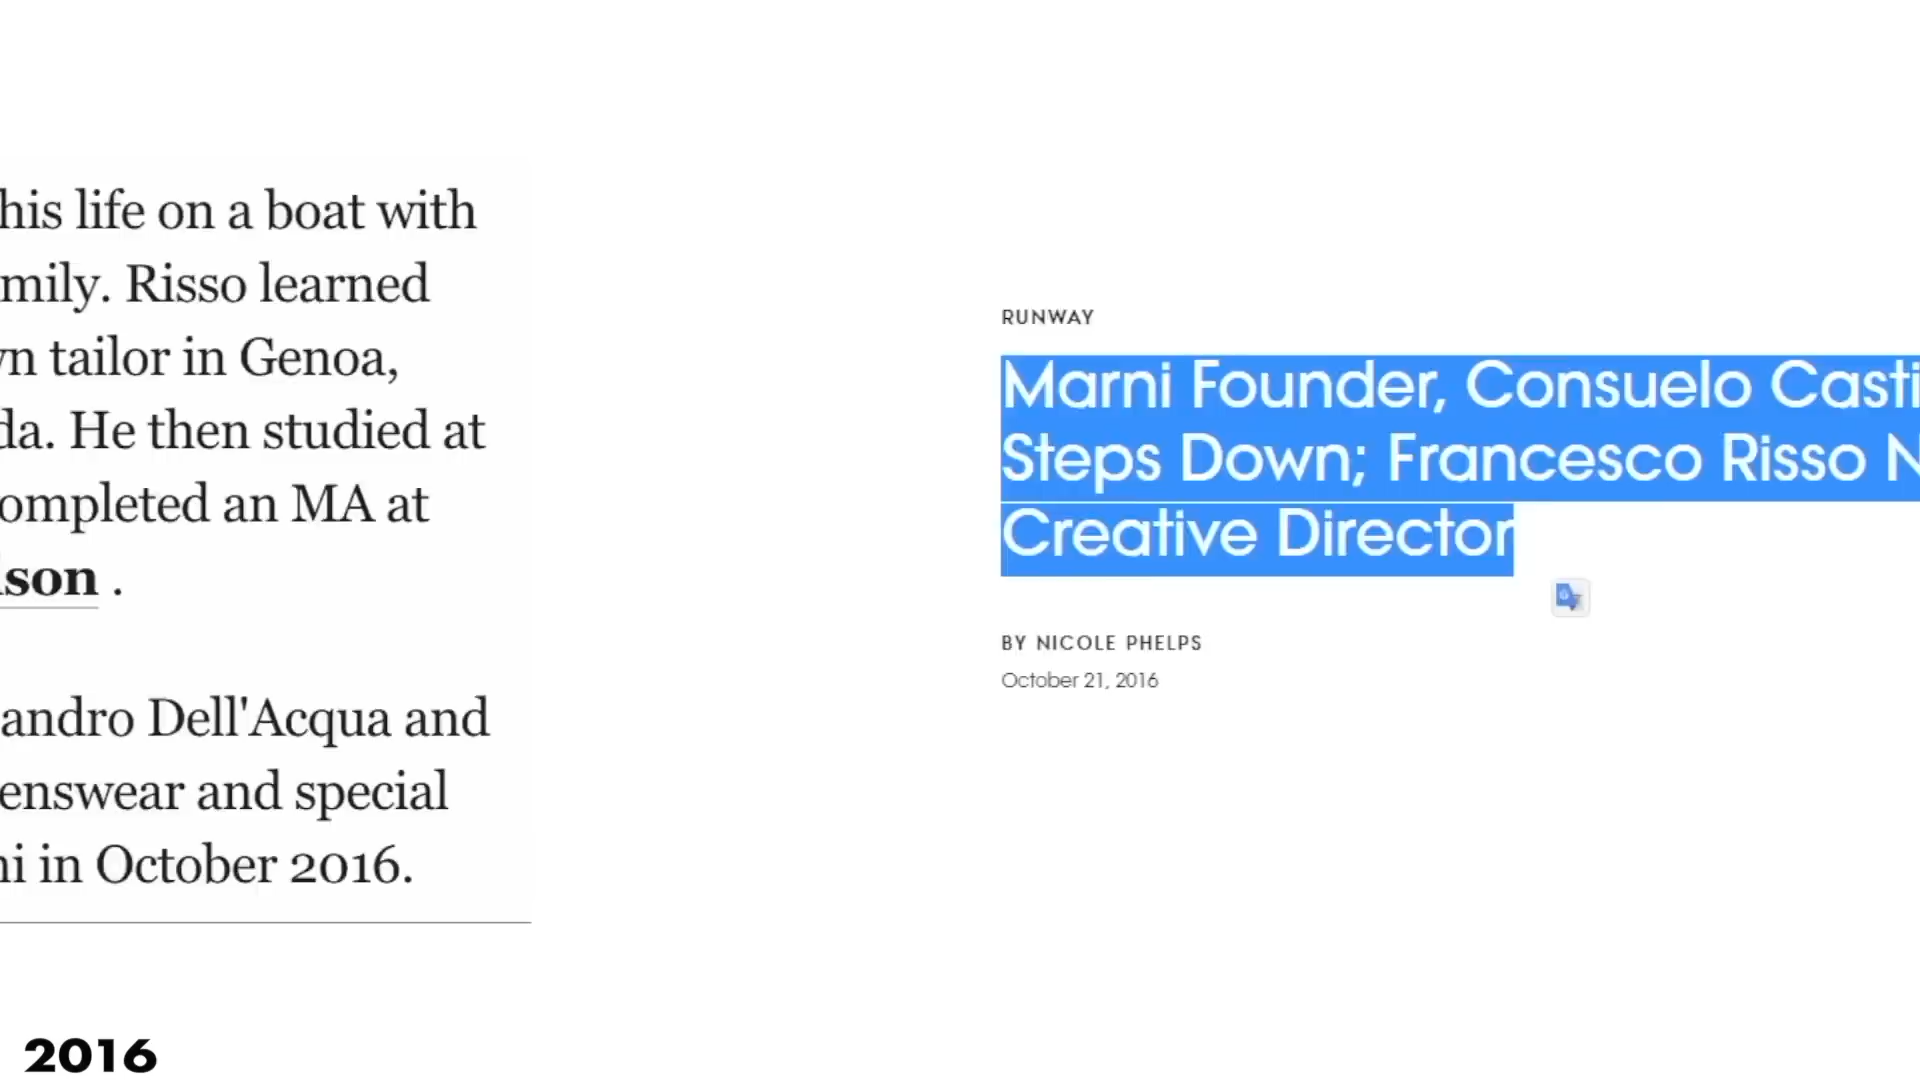 his life on a boat with
mily. Risso learned
tailor in Genoa,
da. He then studied at
ompleted an MA at
son .
andro Dell'Acqua and
enswear and special
ni in October 2016.
RUNWAY
Marni Founder, Consuelo Casti
Steps Down; Francesco Risso N
Creative Director
BY NICOLE PHELPS
October 21, 2016
2016